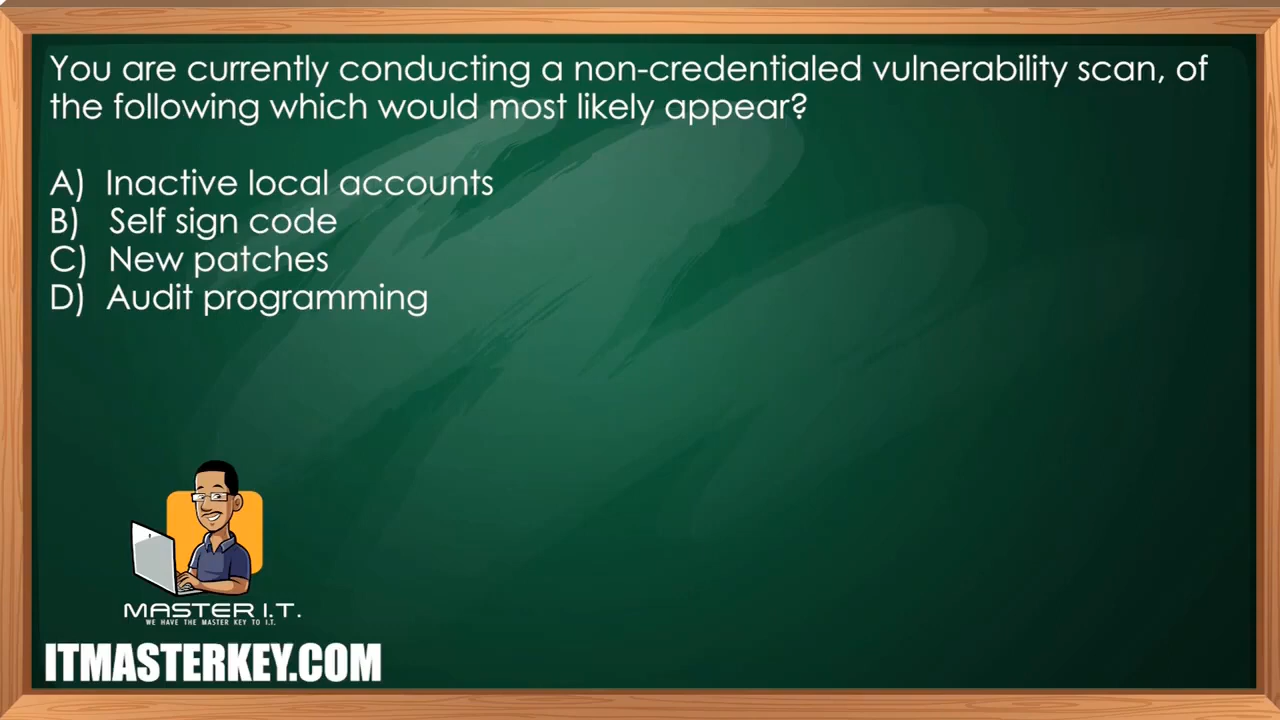 You are currently conducting a non-credentialed vulnerability scan, of
the following which would most likely appear?
A) Inactive local accounts
B) Self sign code
C) New patches
D) Audit programming
MASTER I.T.
WE HAVE THE MASTER KEY TO I.T.
ITMASTERKEY.COM